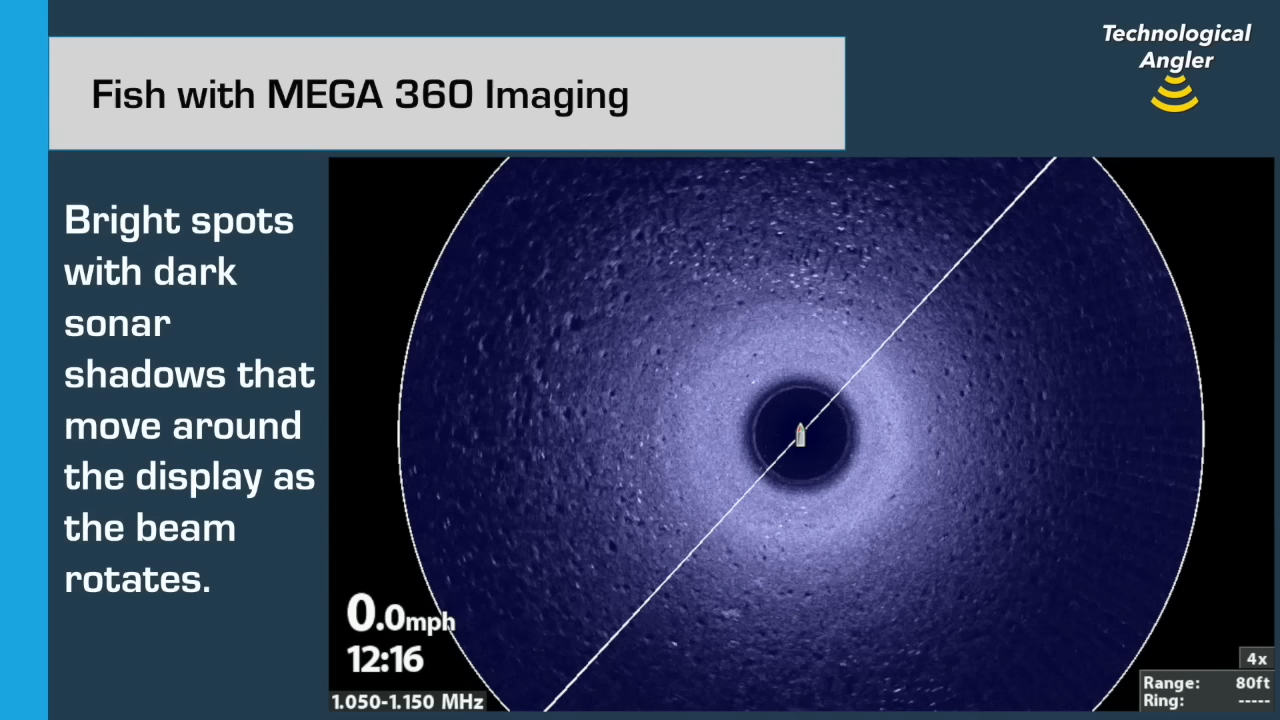 Technological
Angler
Fish with MEGA 360 Imaging
Bright spots
with dark
sonar
shadows that
move around
the display as
the beam
rotates.
0.0mph
12:16
1.050-1.150 MHz
4x
Range: 80ft
Ring: -----